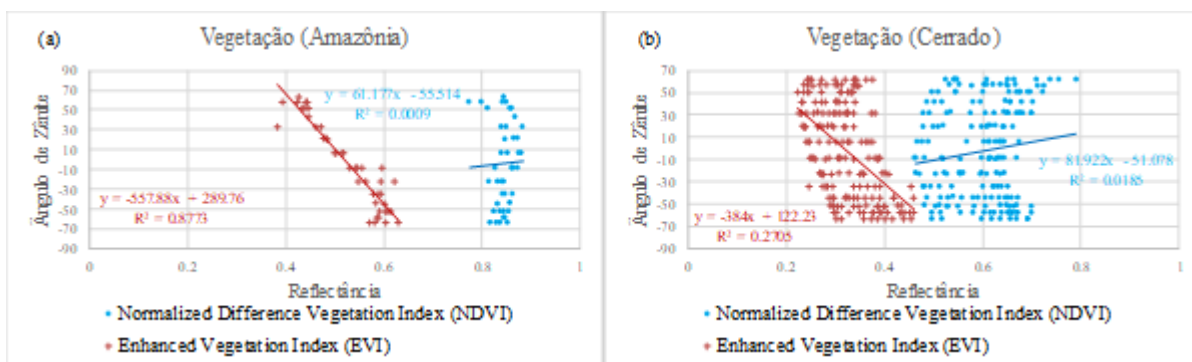 (a)
Vegetação (Amazônia)
90
70
50
30
10
-10
-30
-50
-70
-90
Ângulo de Zênite
y = 61.177x - 55.514
R² = 0.0009
y = -557.88x + 289.76
R² = 0.8773
0
0.2
0.4
0.6
0.8
1
Reflectância
Normalized Difference Vegetation Index (NDVI)
Enhanced Vegetation Index (EVI)
(b)
Vegetação (Cerrado)
70
50
30
10
-10
-30
-50
-70
-90
Ângulo de Zênite
y = 81.922x - 51.078
R² = 0.0185
y = -384x + 122.23
R² = 0.2705
0
0.2
0.4
0.6
0.8
1
Reflectância
Normalized Difference Vegetation Index (NDVI)
Enhanced Vegetation Index (EVI)